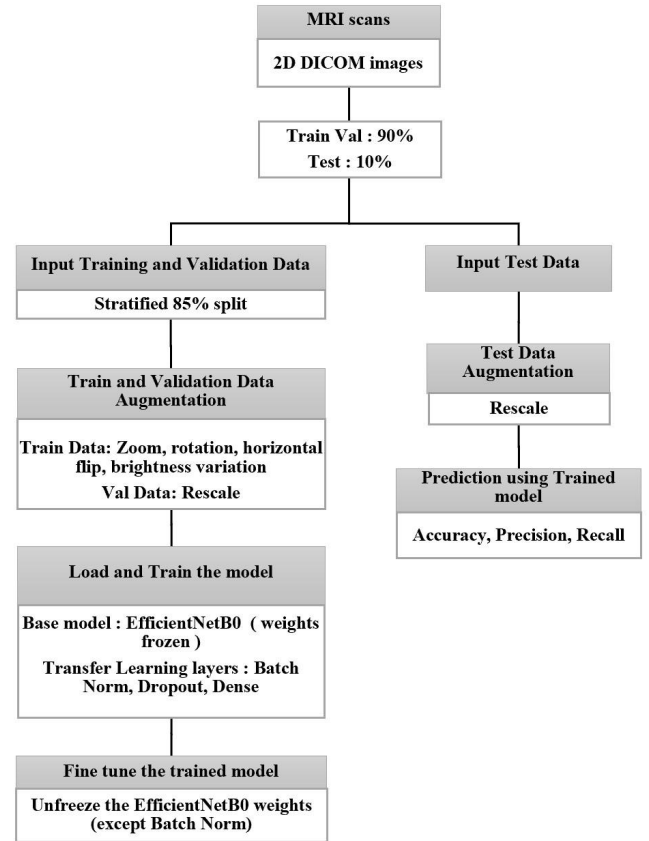 MRI scans
2D DICOM images
Train Val : 90%
Test : 10%
Input Training and Validation Data
Stratified 85% split
Train and Validation Data
Augmentation
Train Data: Zoom, rotation, horizontal
flip, brightness variation
Val Data: Rescale
Load and Train the model
Base model : EfficientNetB0 ( weights
frozen )
Transfer Learning layers : Batch
Norm, Dropout, Dense
Fine tune the trained model
Unfreeze the EfficientNetB0 weights
(except Batch Norm)
Input Test Data
Test Data
Augmentation
Rescale
Prediction using Trained
model
Accuracy, Precision, Recall